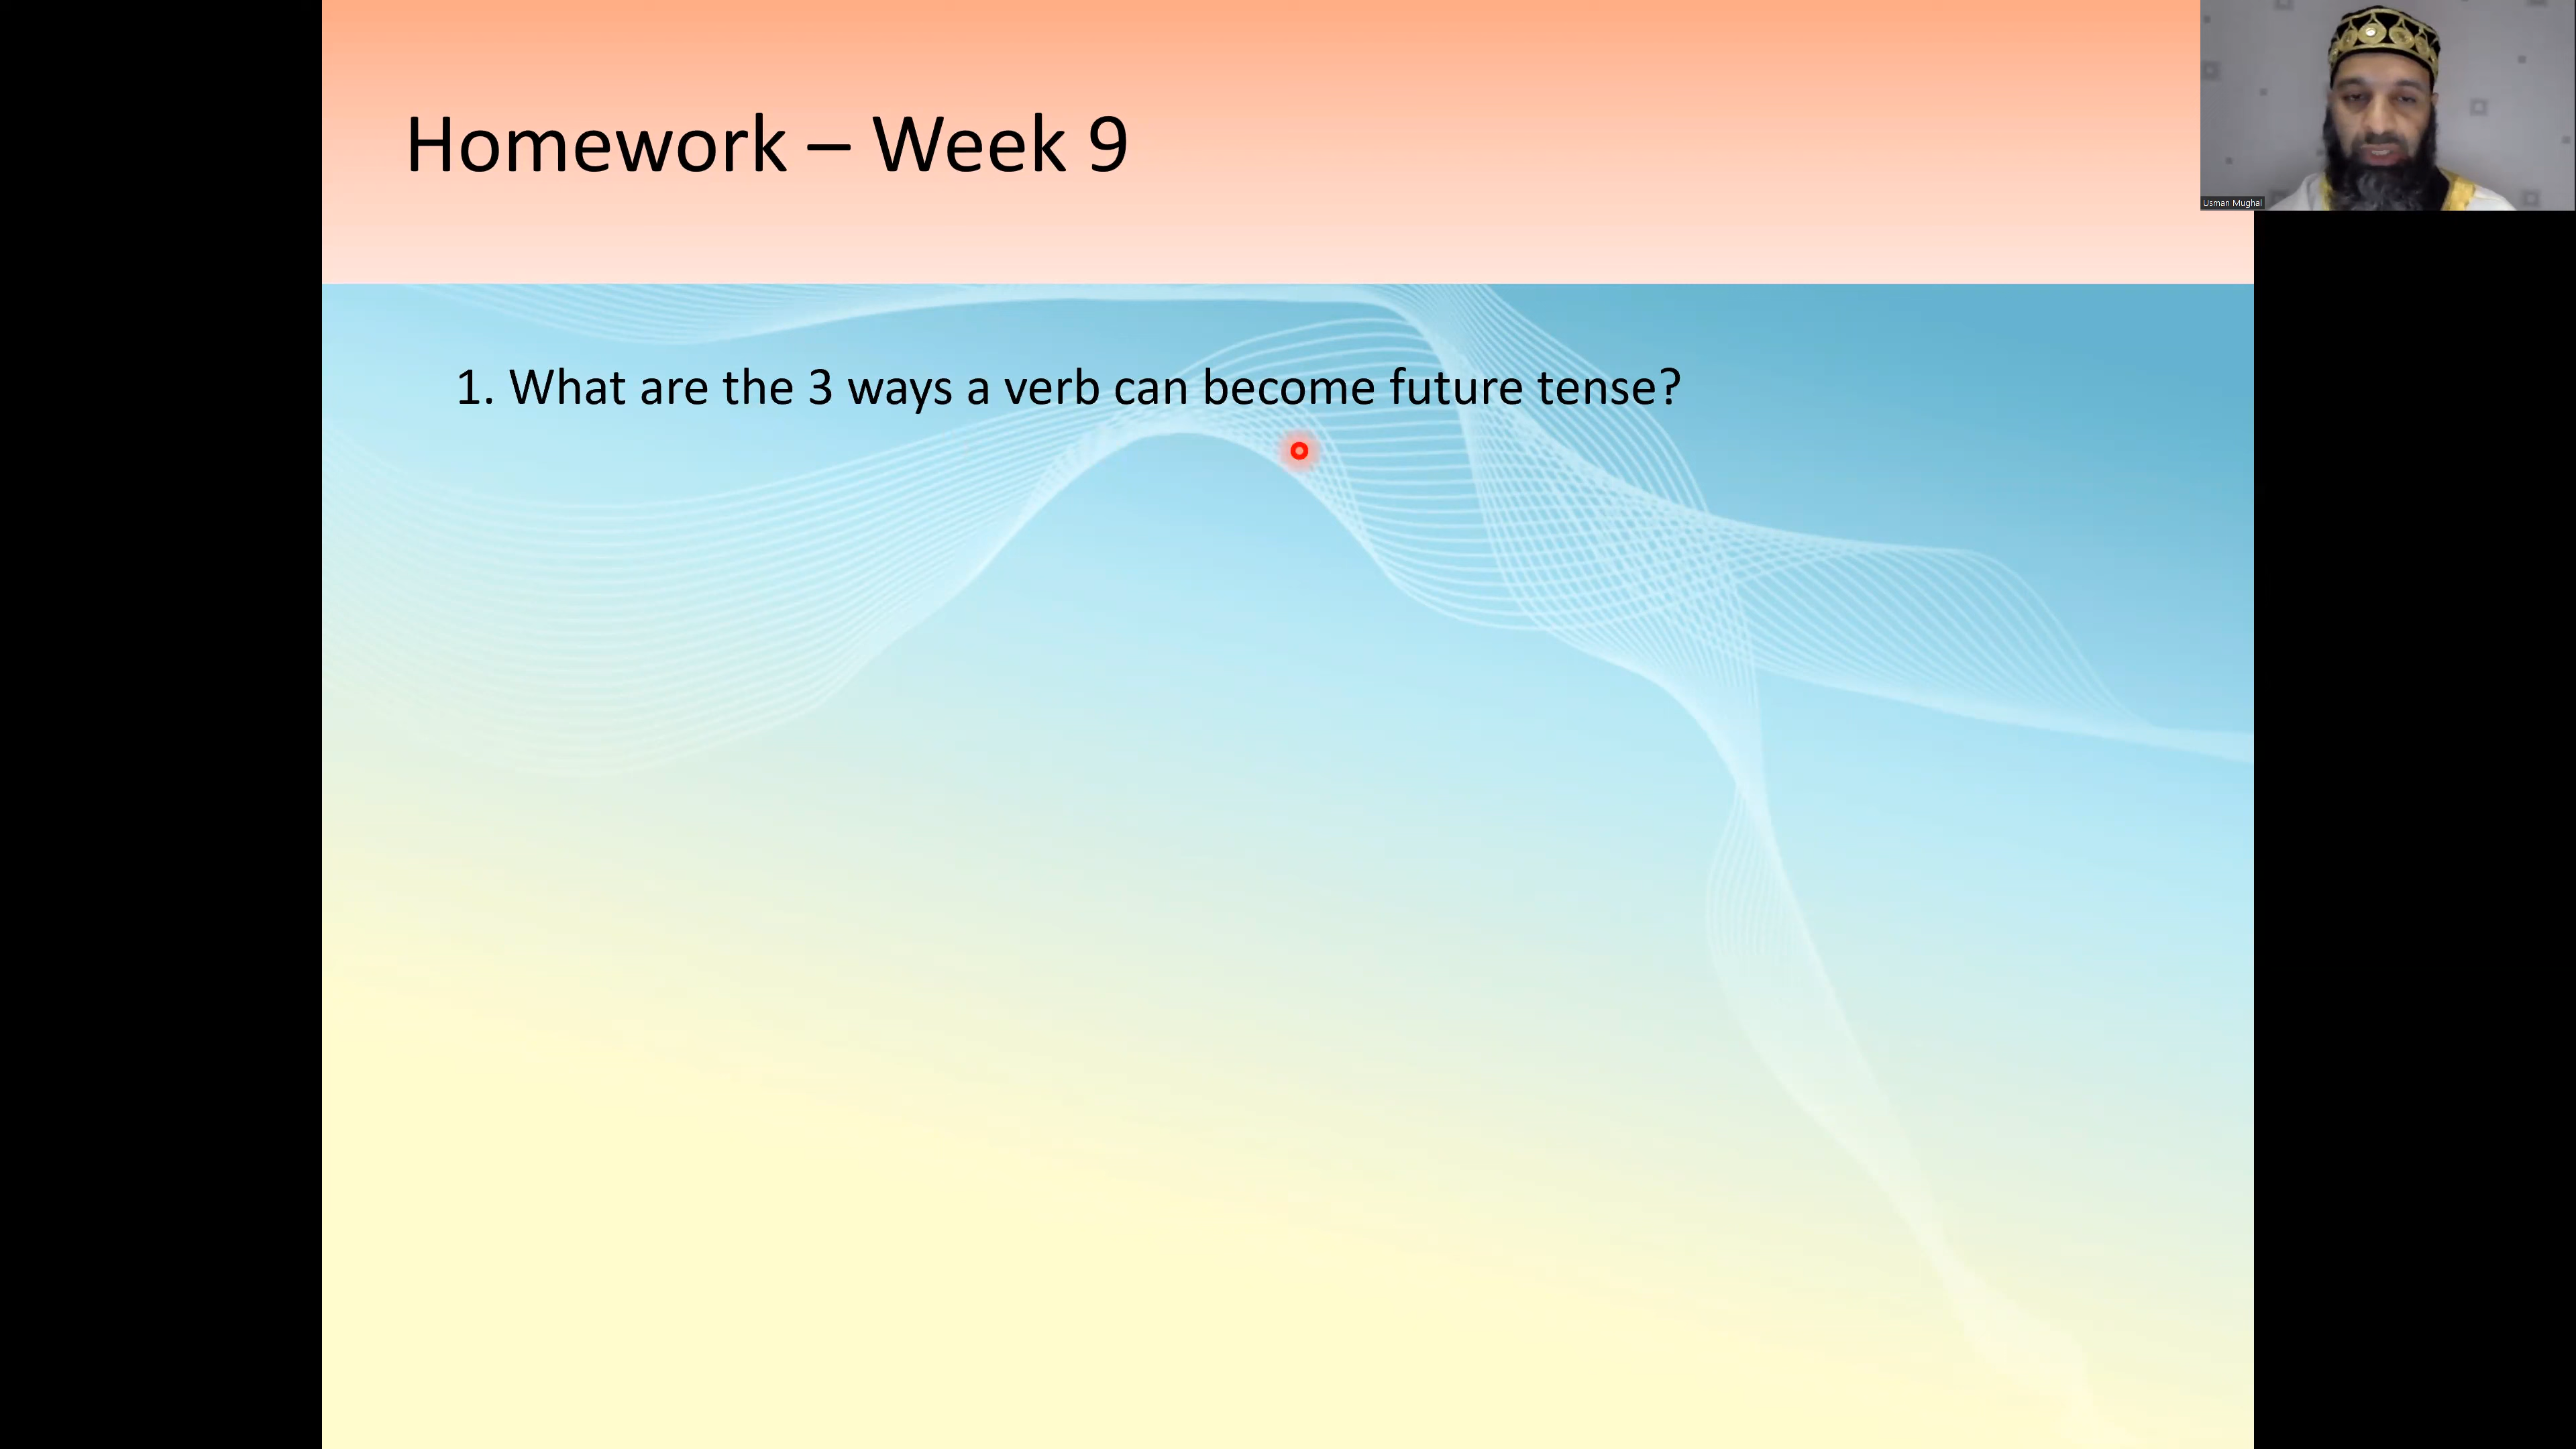 Homework – Week 9
Usman Mughal
1. What are the 3 ways a verb can become future tense?